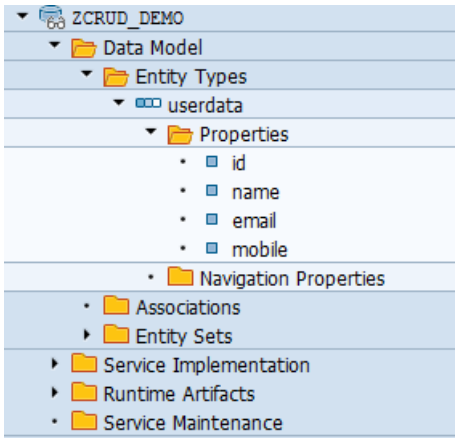 ZCRUD_DEMO
Data Model
Entity Types
userdata
Properties
id
name
email
mobile
Navigation Properties
Associations
Entity Sets
Service Implementation
Runtime Artifacts
Service Maintenance